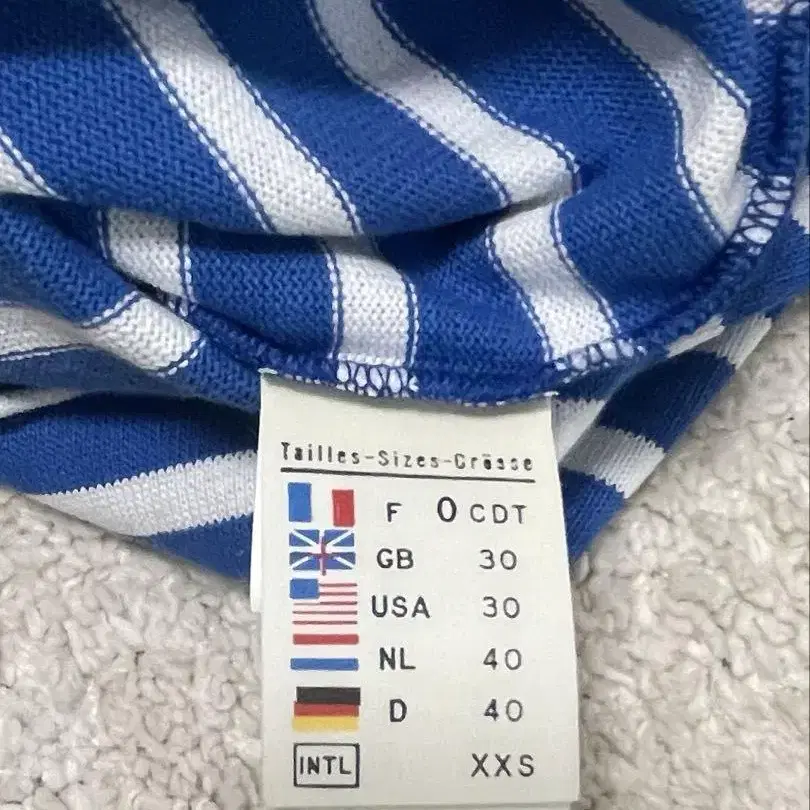 Tailles-Sizes-Grösse
F 0 CDT
GB 30
USA 30
NL 40
D 40
INTL XXS